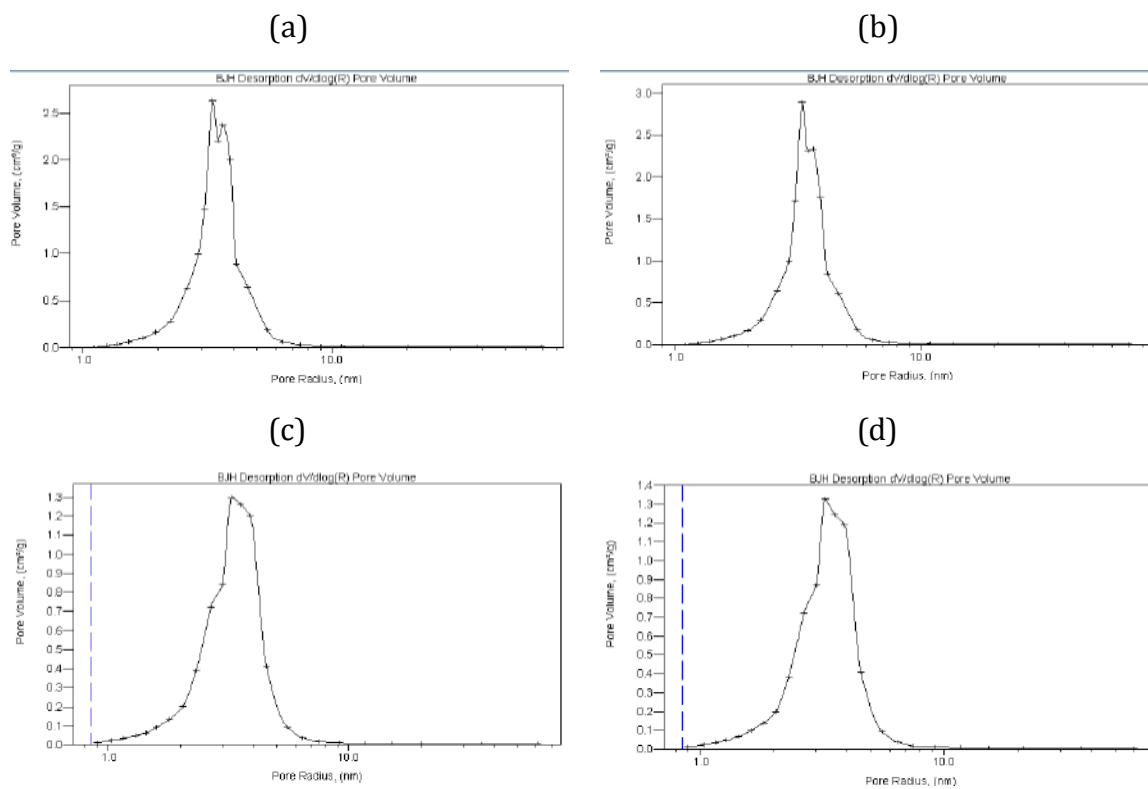 (a)
BJH Desorption dV/dlog(R) Pore Volume
Pore Volume, (cm³/g)
2.5
2.0
1.5
1.0
0.5
0.0
1.0 10.0
Pore Radius, (nm)
(b)
BJH Desorption dV/dlog(R) Pore Volume
Pore Volume, (cm³/g)
3.0
2.5
2.0
1.5
1.0
0.5
0.0
1.0 10.0
Pore Radius, (nm)
(c)
BJH Desorption dV/dlog(R) Pore Volume
Pore Volume, (cm³/g)
1.3
1.2
1.1
1.0
0.9
0.8
0.7
0.6
0.5
0.4
0.3
0.2
0.1
0.0
1.0 10.0
Pore Radius, (nm)
(d)
BJH Desorption dV/dlog(R) Pore Volume
Pore Volume, (cm³/g)
1.4
1.3
1.2
1.1
1.0
0.9
0.8
0.7
0.6
0.5
0.4
0.3
0.2
0.1
0.0
1.0 10.0
Pore Radius, (nm)